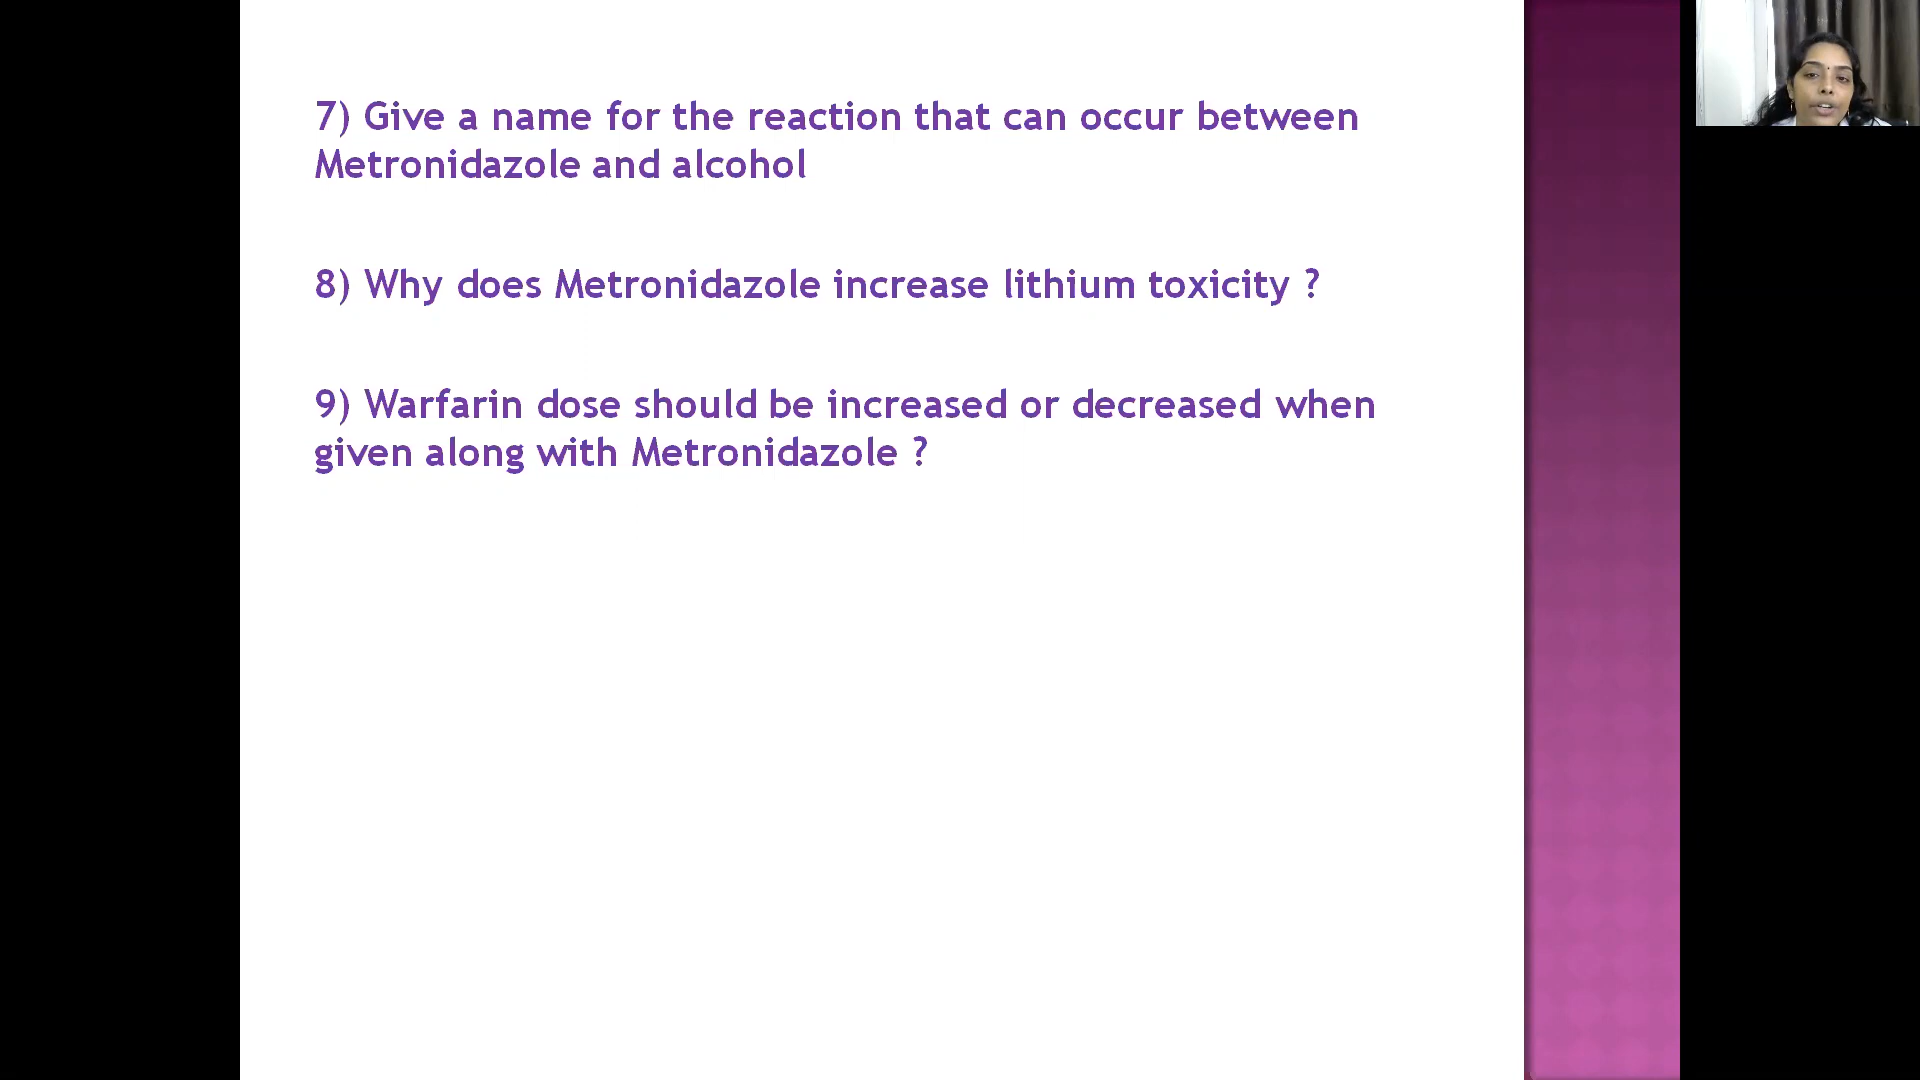 7) Give a name for the reaction that can occur between
Metronidazole and alcohol
8) Why does Metronidazole increase lithium toxicity ?
9) Warfarin dose should be increased or decreased when
given along with Metronidazole ?